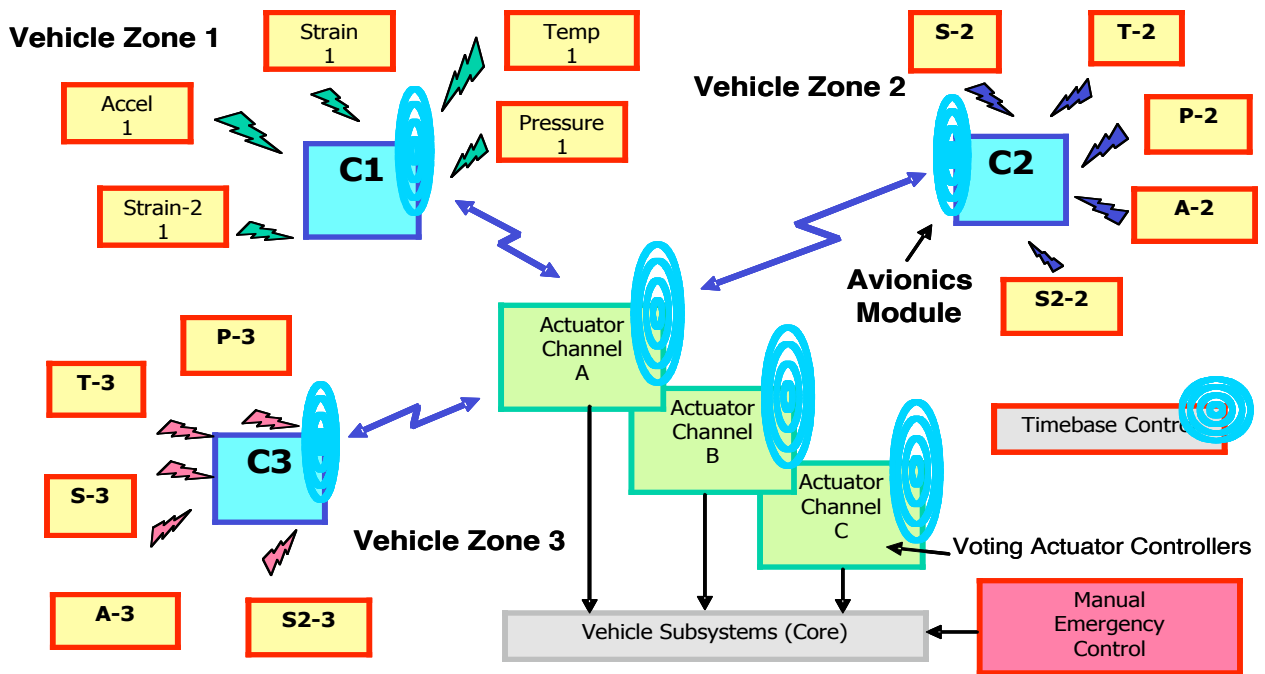 Vehicle Zone 1
Strain
1
Temp
1
Accel
1
Pressure
1
C1
Strain-2
1
Vehicle Zone 2
S-2
T-2
P-2
C2
A-2
S2-2
Avionics
Module
Actuator
Channel
A
Actuator
Channel
B
Actuator
Channel
C
P-3
T-3
C3
S-3
A-3
S2-3
Vehicle Zone 3
Timebase
Voting Actuator Controllers
Vehicle Subsystems (Core)
Manual
Emergency
Control